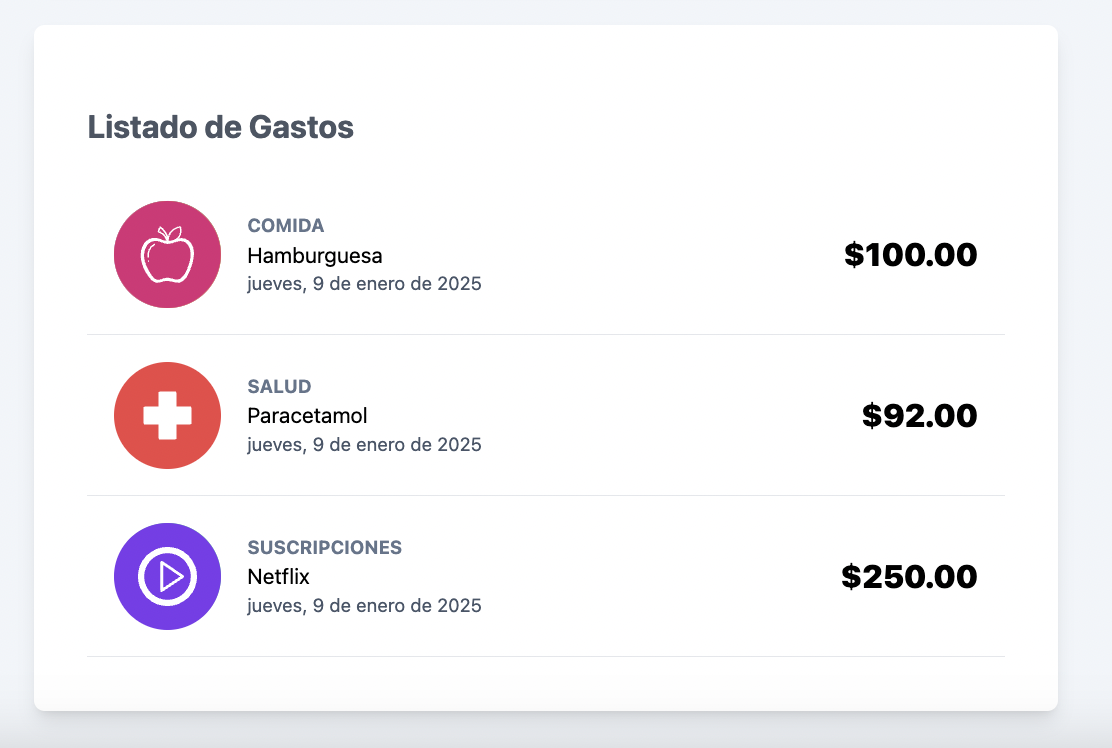 Listado de Gastos
COMIDA
Hamburguesa
jueves, 9 de enero de 2025
$100.00
SALUD
Paracetamol
jueves, 9 de enero de 2025
$92.00
SUSCRIPCIONES
Netflix
jueves, 9 de enero de 2025
$250.00